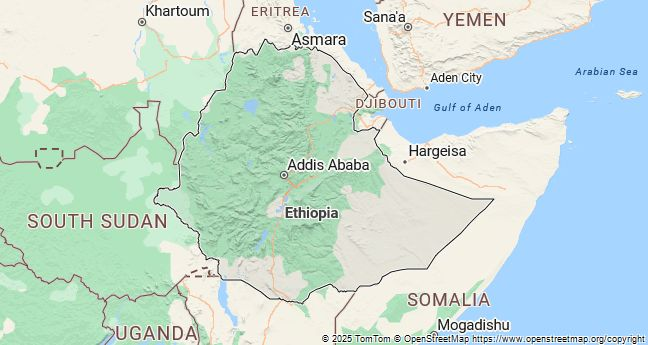 Khartoum
ERITREA
Sana'a
YEMEN
Asmara
Aden City
Arabian Sea
DJIBOUTI
Gulf of Aden
Hargeisa
Addis Ababa
Ethiopia
SOUTH SUDAN
SOMALIA
UGANDA
Mogadishu
© 2025 TomTom © OpenStreetMap https://www.openstreetmap.org/copyright